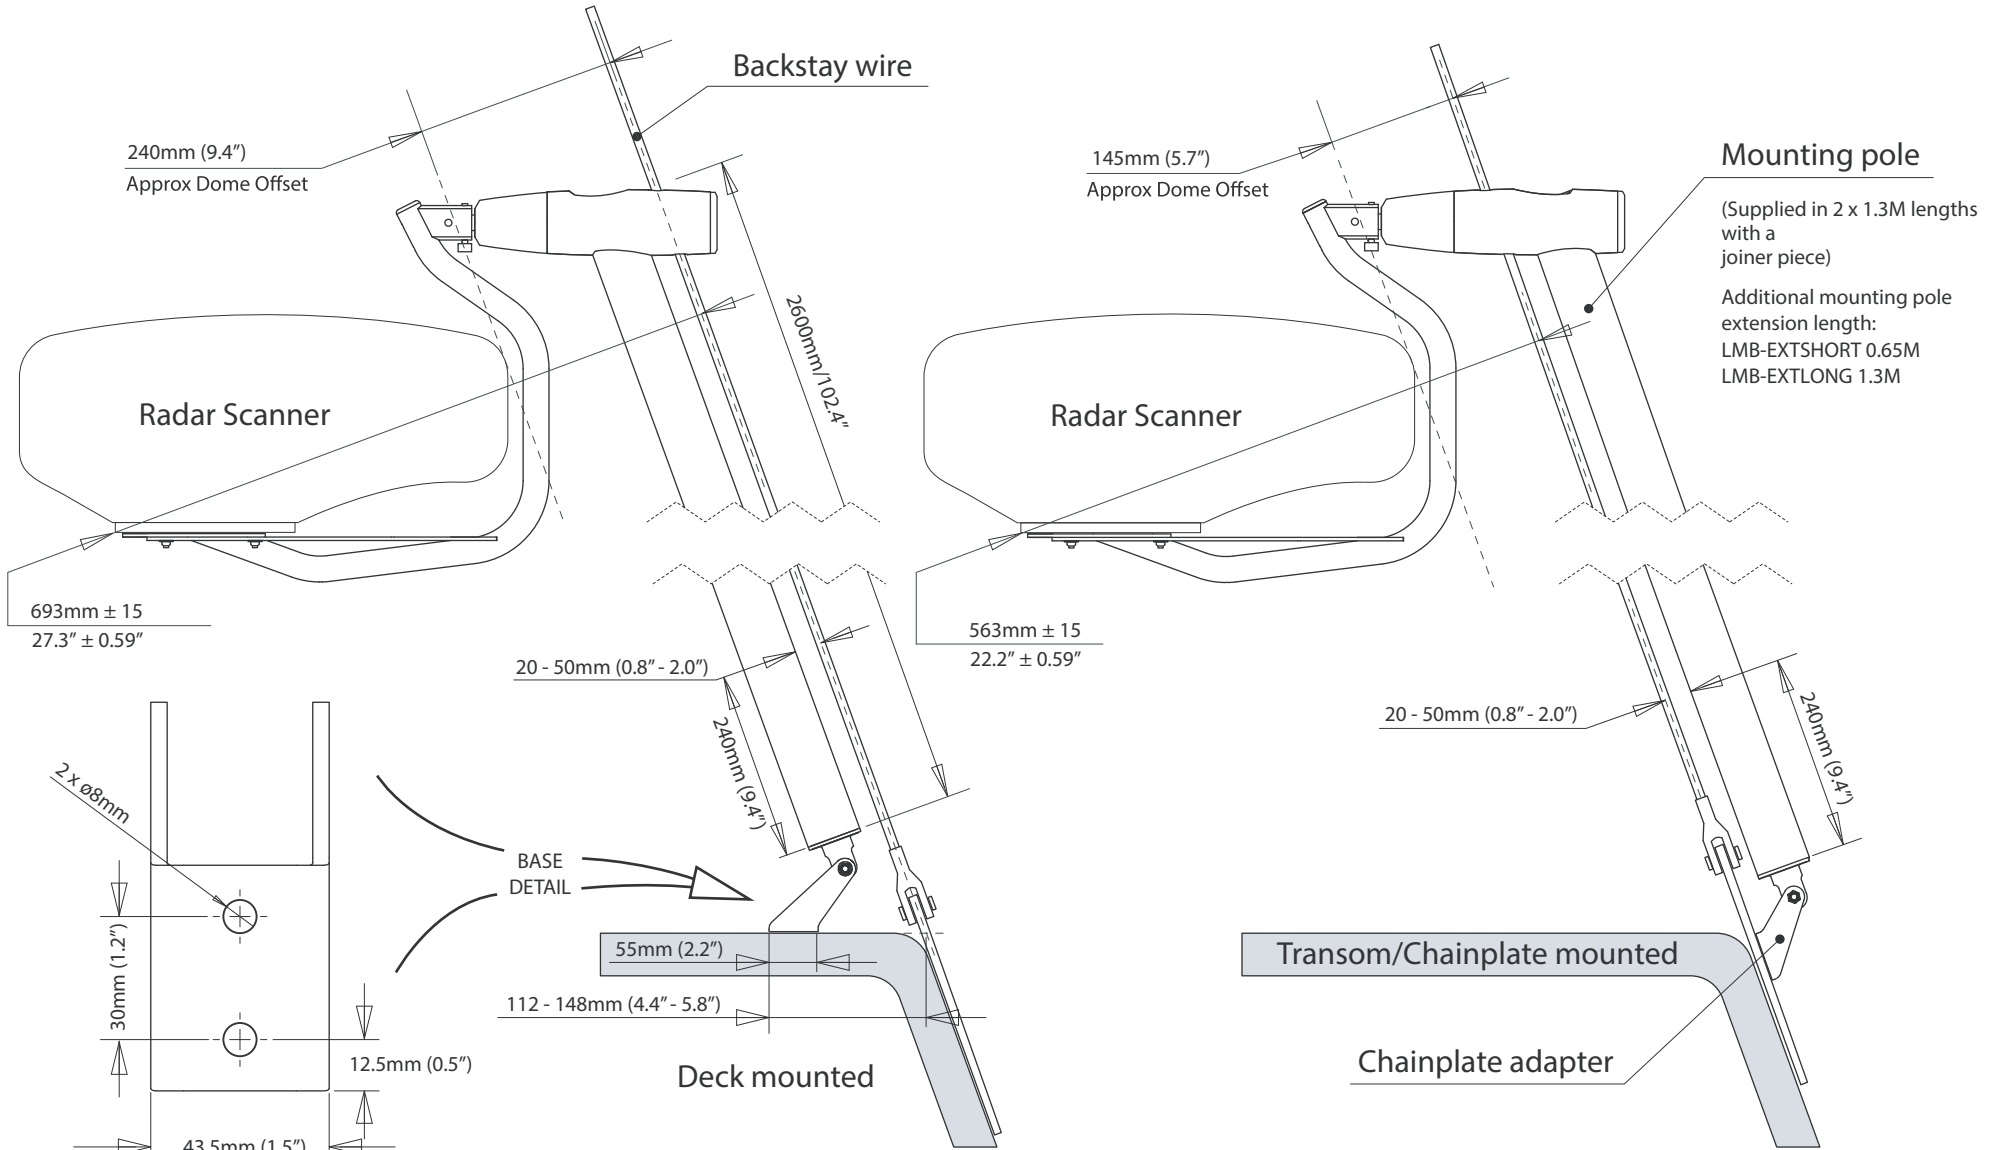 Backstay wire
240mm (9.4”)
Approx Dome Offset
2600mm/102.4”
Radar Scanner
693mm ± 15
27.3” ± 0.59”
20 - 50mm (0.8” - 2.0”)
240mm (9.4”)
2 x ø8mm
BASE
DETAIL
30mm (1.2”)
12.5mm (0.5”)
43.5mm (1.5”)
55mm (2.2”)
112 - 148mm (4.4” - 5.8”)
Deck mounted
145mm (5.7”)
Approx Dome Offset
Mounting pole
(Supplied in 2 x 1.3M lengths
with a
joiner piece)
Additional mounting pole
extension length:
LMB-EXTSHORT 0.65M
LMB-EXTLONG 1.3M
Radar Scanner
563mm ± 15
22.2” ± 0.59”
20 - 50mm (0.8” - 2.0”)
240mm (9.4”)
Transom/Chainplate mounted
Chainplate adapter